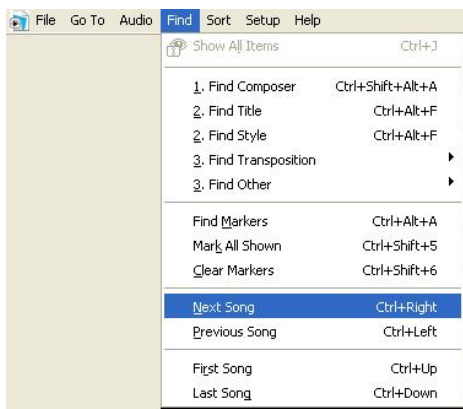 File Go To Audio Find Sort Setup Help
Show All Items Ctrl+J
1. Find Composer Ctrl+Shift+Alt+A
2. Find Title Ctrl+Alt+F
2. Find Style Ctrl+Alt+F
3. Find Transposition
3. Find Other
Find Markers Ctrl+Alt+A
Mark All Shown Ctrl+Shift+5
Clear Markers Ctrl+Shift+6
Next Song Ctrl+Right
Previous Song Ctrl+Left
First Song Ctrl+Up
Last Song Ctrl+Down